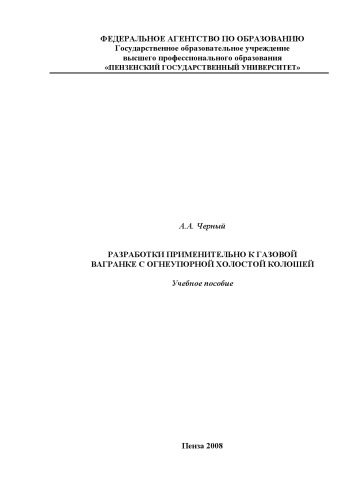 ФЕДЕРАЛЬНОЕ АГЕНТСТВО ПО ОБРАЗОВАНИЮ
Государственное образовательное учреждение
высшего профессионального образования
«ПЕНЗЕНСКИЙ ГОСУДАРСТВЕННЫЙ УНИВЕРСИТЕТ»
А.А. Черный
РАЗРАБОТКИ ПРИМЕНИТЕЛЬНО К ГАЗОВОЙ
ВАГРАНКЕ С ОГНЕУПОРНОЙ ХОЛОСТОЙ КОЛОШЕЙ
Учебное пособие
Пенза 2008